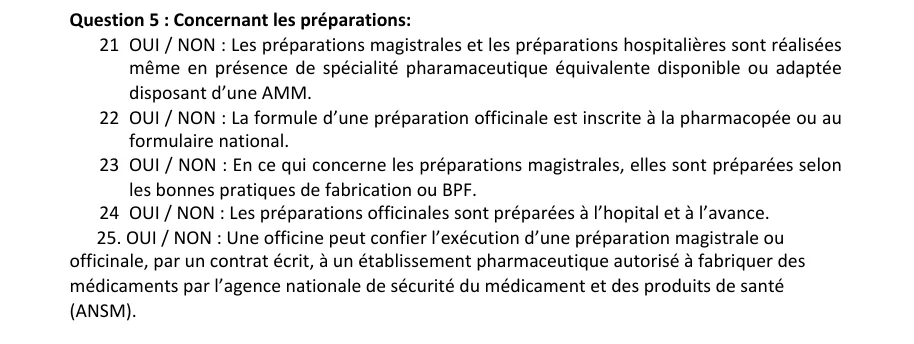 Question 5 : Concernant les préparations:
21 OUI / NON : Les préparations magistrales et les préparations hospitalières sont réalisées
même en présence de spécialité pharamaceutique équivalente disponible ou adaptée
disposant d’une AMM.
22 OUI / NON : La formule d’une préparation officinale est inscrite à la pharmacopée ou au
formulaire national.
23 OUI / NON : En ce qui concerne les préparations magistrales, elles sont préparées selon
les bonnes pratiques de fabrication ou BPF.
24 OUI / NON : Les préparations officinales sont préparées à l’hopital et à l’avance.
25. OUI / NON : Une officine peut confier l’exécution d’une préparation magistrale ou
officinale, par un contrat écrit, à un établissement pharmaceutique autorisé à fabriquer des
médicaments par l’agence nationale de sécurité du médicament et des produits de santé
(ANSM).